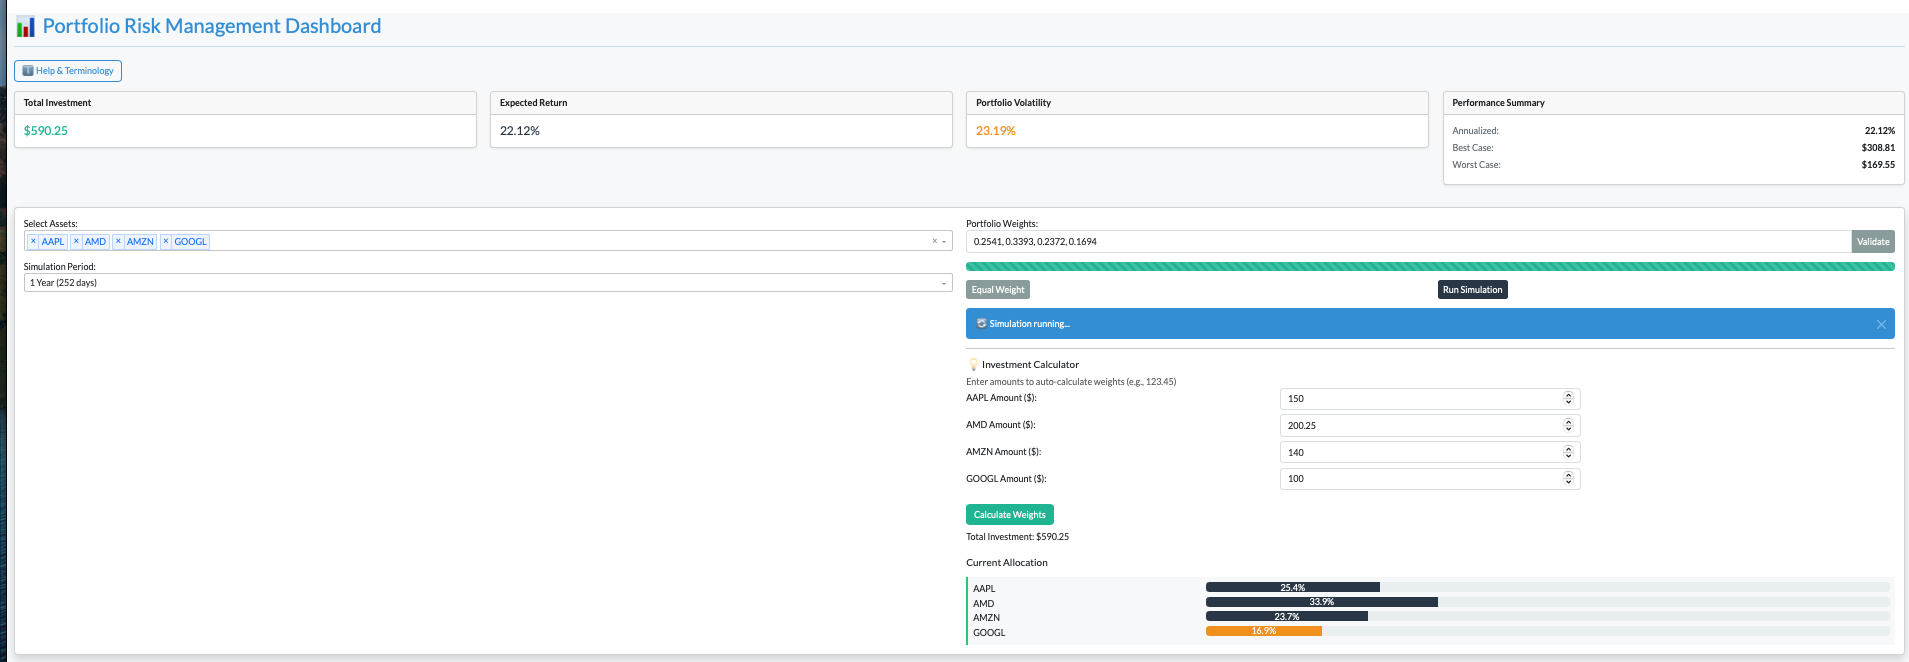 Portfolio Risk Management Dashboard
Help & Terminology
Total Investment
$590.25
Expected Return
22.12%
Portfolio Volatility
23.19%
Performance Summary
Annualized: 22.12%
Best Case: $308.81
Worst Case: $169.55
Select Assets:
× AAPL × AMD × AMZN × GOOGL
Simulation Period:
1 Year (252 days)
Portfolio Weights:
0.2541, 0.3393, 0.2372, 0.1694 Validate
Equal Weight Run Simulation
Simulation running...
Investment Calculator
Enter amounts to auto-calculate weights (e.g., 123.45)
AAPL Amount ($): 150
AMD Amount ($): 200.25
AMZN Amount ($): 140
GOOGL Amount ($): 100
Calculate Weights
Total Investment: $590.25
Current Allocation
AAPL 25.4%
AMD 33.9%
AMZN 23.7%
GOOGL 16.9%